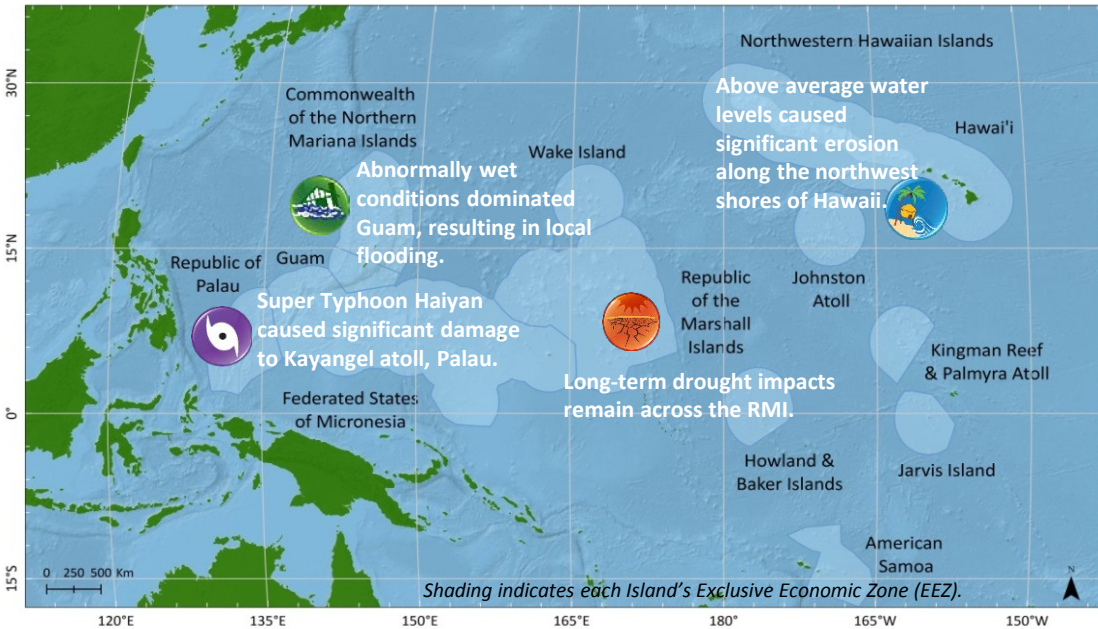 Northwestern Hawaiian Islands
30°N
Above average water
levels caused
significant erosion
along the northwest
shores of Hawaii.
Commonwealth
of the Northern
Mariana Islands
Hawai'i
Wake Island
Abnormally wet
conditions dominated
Guam, resulting in local
flooding.
15°N
Republic of
Palau
Guam
Johnston
Atoll
Republic
of the
Marshall
Islands
Super Typhoon Haiyan
caused significant damage
to Kayangel atoll, Palau.
Kingman Reef
& Palmyra Atoll
Long-term drought impacts
remain across the RMI.
Federated States
of Micronesia
0°
Howland &
Baker Islands
Jarvis Island
American
Samoa
15°S
0 250 500 Km
Shading indicates each Island's Exclusive Economic Zone (EEZ).
N
120°E 135°E 150°E 165°E 180° 165°W 150°W